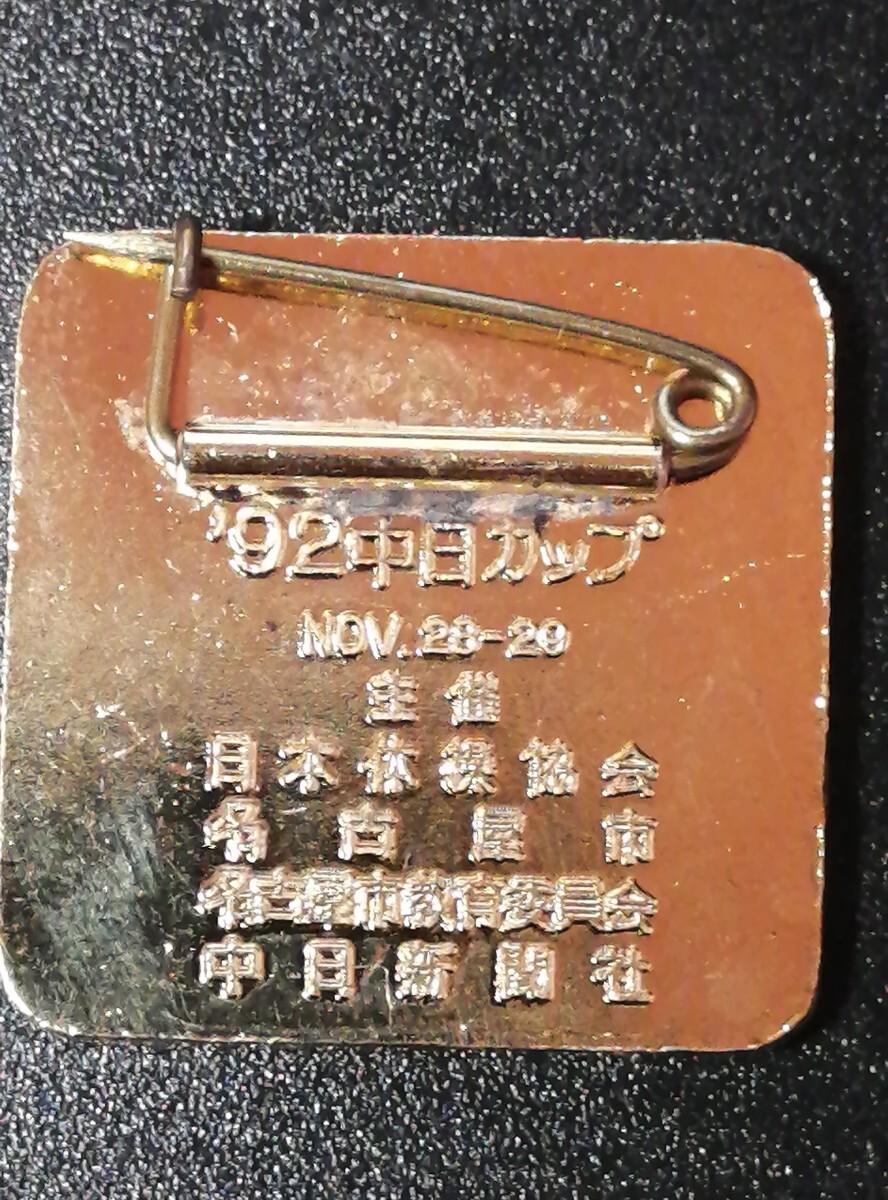 '92中日カップ
NOV. 28-29
主催
日本体操協会
名古屋市
名古屋市教育委員会
中日新聞社